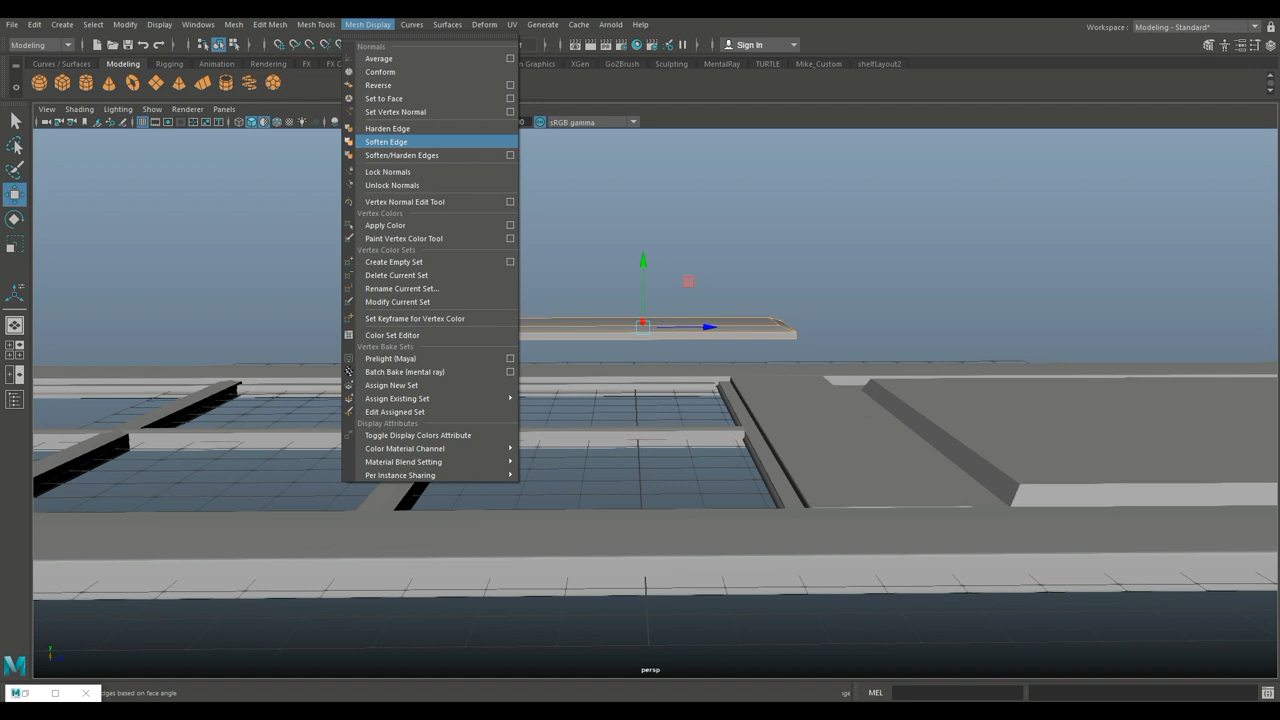 File Edit Create Select Modify Display Windows Mesh Edit Mesh Mesh Tools Mesh Display Curves Surfaces Deform UV Generate Cache Arnold Help
Workspace: Modeling - Standard*
Modeling
Sign In
Curves / Surfaces Modeling Rigging Animation Rendering FX FX
Graphics XGen GoZBrush Sculpting MentalRay TURTLE Mike_Custom shelfLayout2
View Shading Lighting Show Renderer Panels
sRGB gamma
Normals
Average
Conform
Reverse
Set to Face
Set Vertex Normal
Harden Edge
Soften Edge
Soften/Harden Edges
Lock Normals
Unlock Normals
Vertex Normal Edit Tool
Vertex Colors
Apply Color
Paint Vertex Color Tool
Vertex Color Sets
Create Empty Set
Delete Current Set
Rename Current Set...
Modify Current Set
Set Keyframe for Vertex Color
Color Set Editor
Vertex Bake Sets
Prelight (Maya)
Batch Bake (mental ray)
Assign New Set
Assign Existing Set
Edit Assigned Set
Display Attributes
Toggle Display Colors Attribute
Color Material Channel
Material Blend Setting
Per Instance Sharing
persp
edges based on face angle
MEL